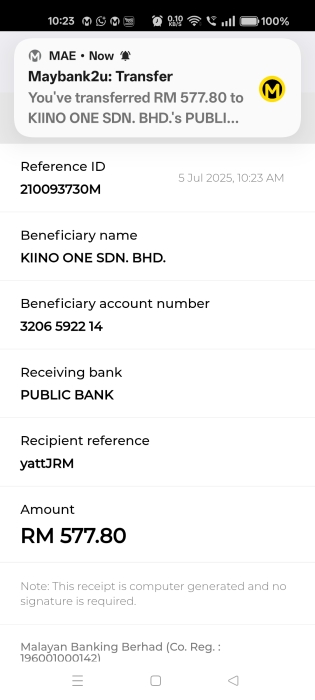 10:23
0.10
KB/S
100%
MAE • Now
Maybank2u: Transfer
You've transferred RM 577.80 to
KIINO ONE SDN. BHD.'s PUBLI...
Reference ID
5 Jul 2025, 10:23 AM
210093730M
Beneficiary name
KIINO ONE SDN. BHD.
Beneficiary account number
3206 5922 14
Receiving bank
PUBLIC BANK
Recipient reference
yattJRM
Amount
RM 577.80
Note: This receipt is computer generated and no
signature is required.
Malayan Banking Berhad (Co. Reg. :
196001000142)